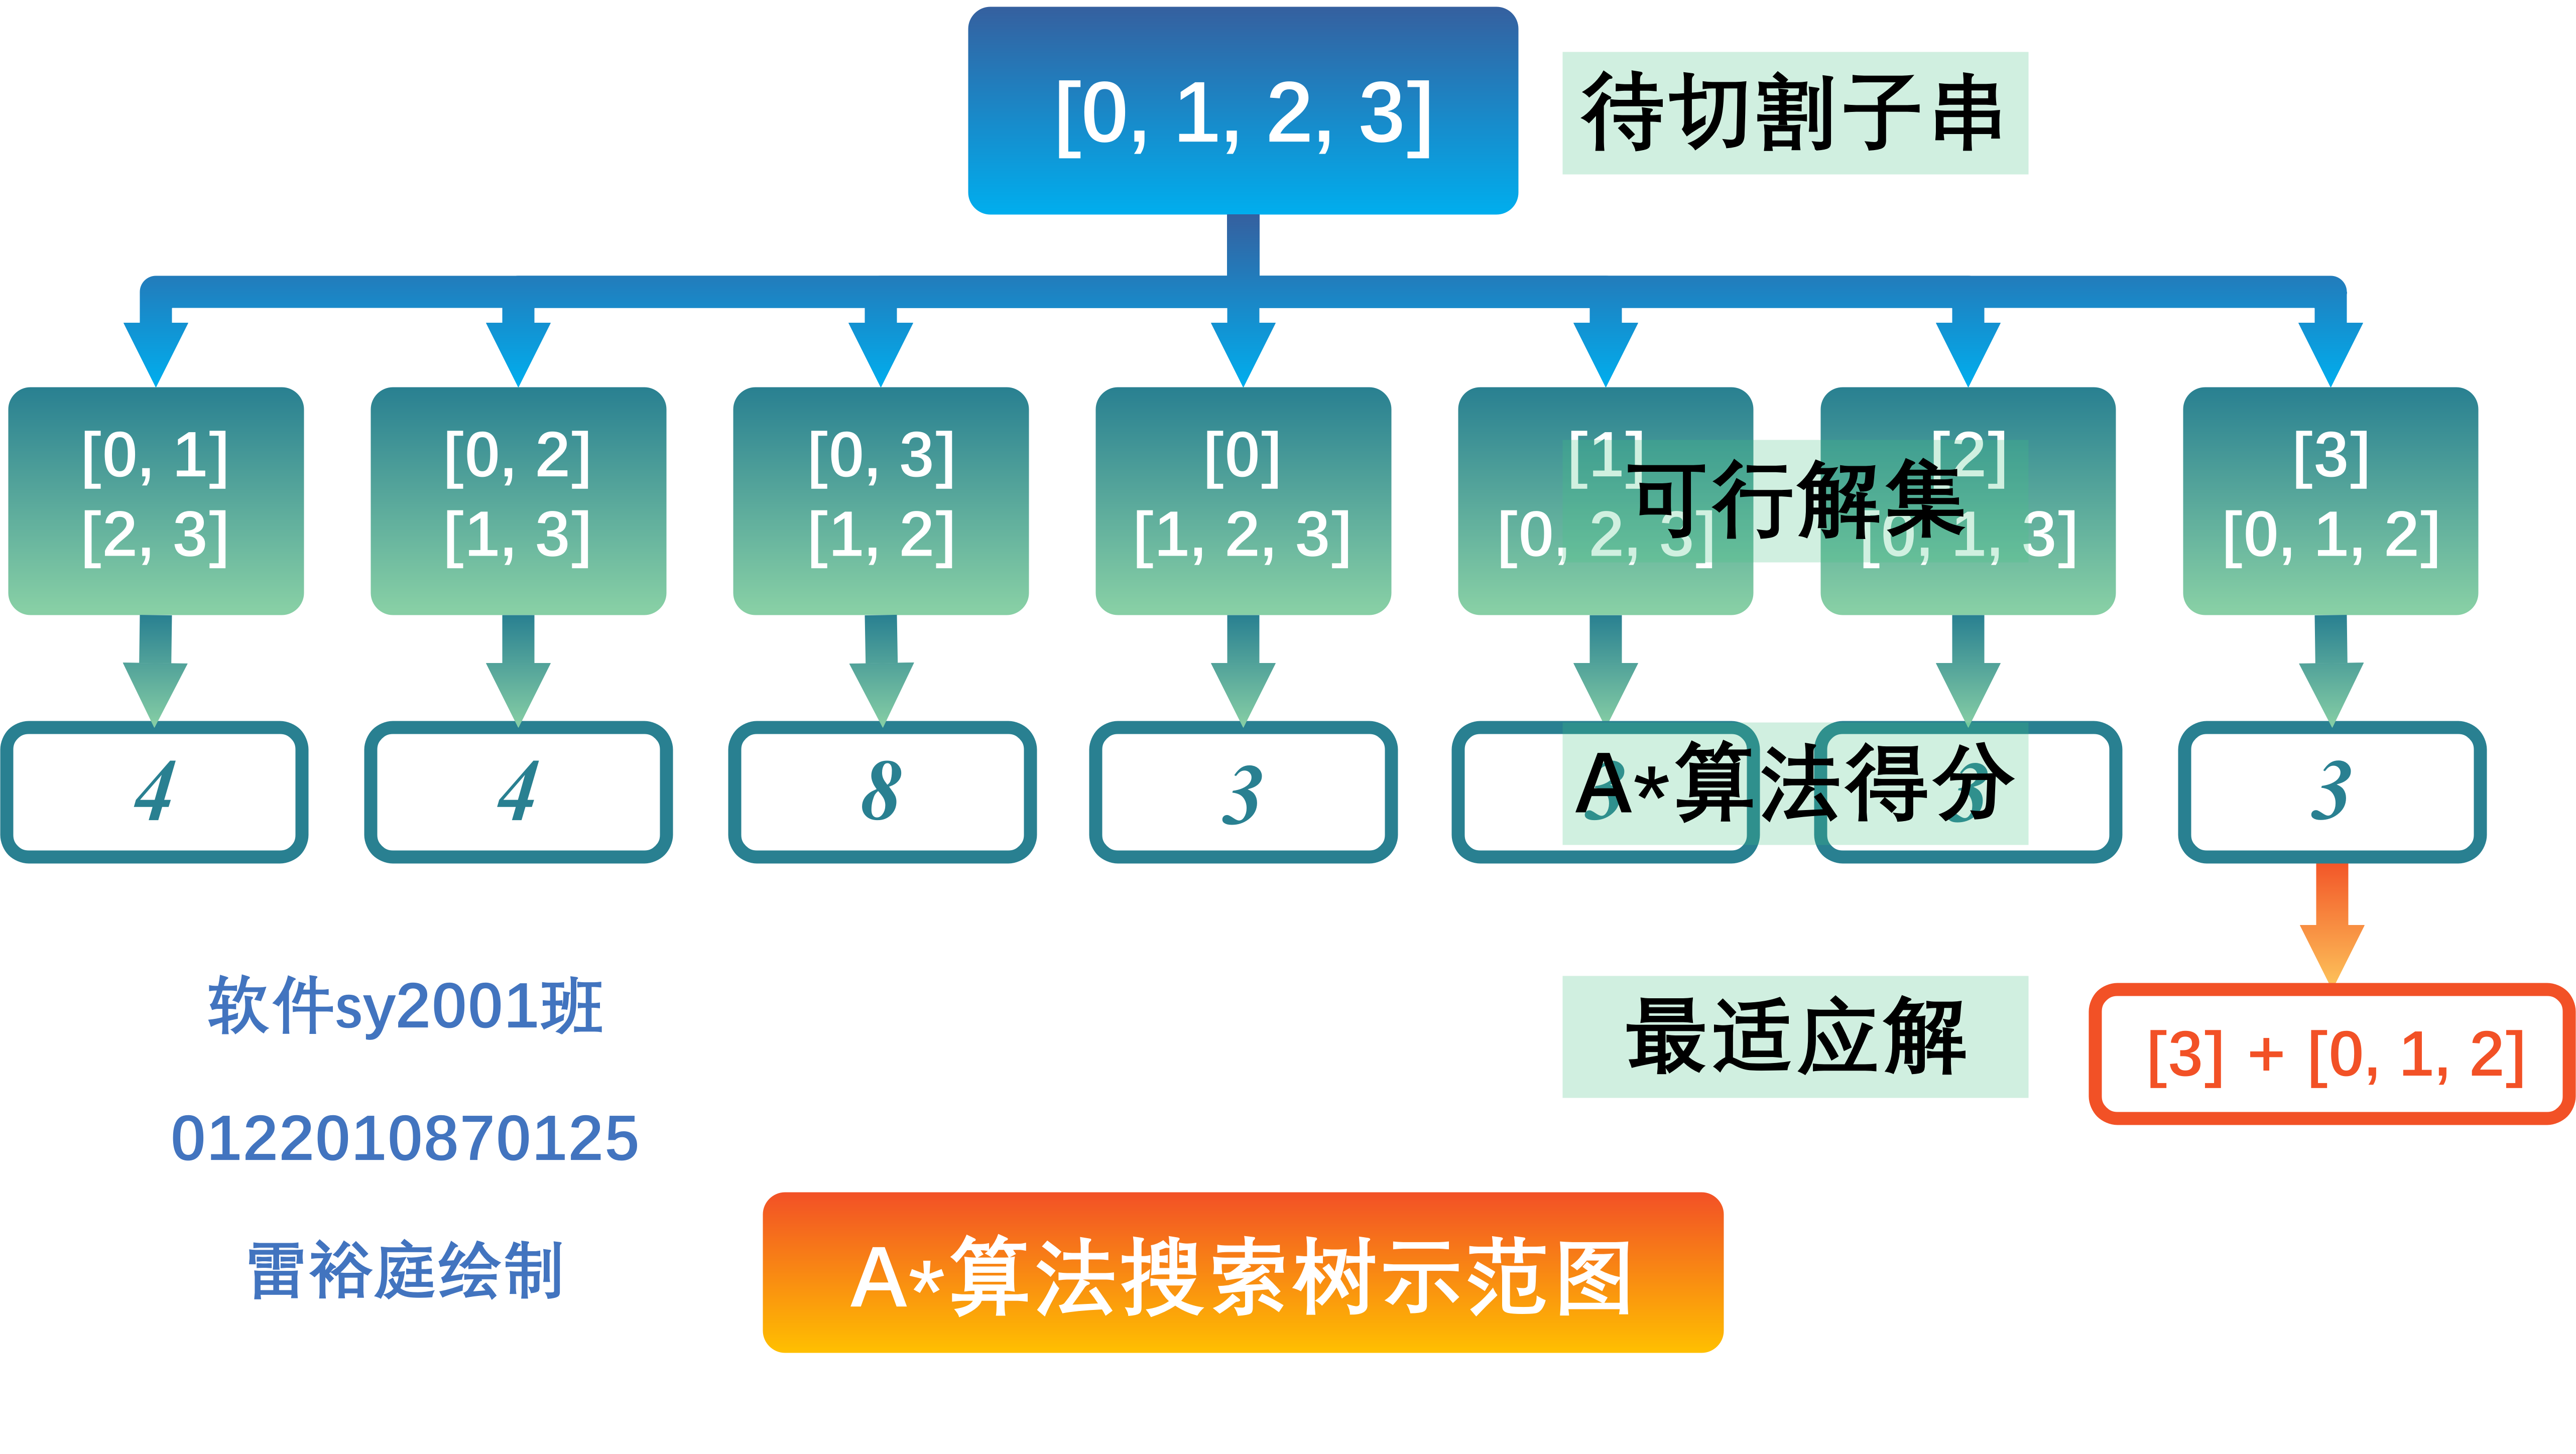 [0, 1, 2, 3]
待切割子串
[0, 1]
[2, 3]
[0, 2]
[1, 3]
[0, 3]
[1, 2]
[0]
[1, 2, 3]
[1]
[0, 2, 3]
[2]
[0, 1, 3]
[3]
[0, 1, 2]
可行解集
4
4
8
3
3
3
3
A*算法得分
最适应解
[3] + [0, 1, 2]
软件sy2001班
0122010870125
雷裕庭绘制
A*算法搜索树示范图